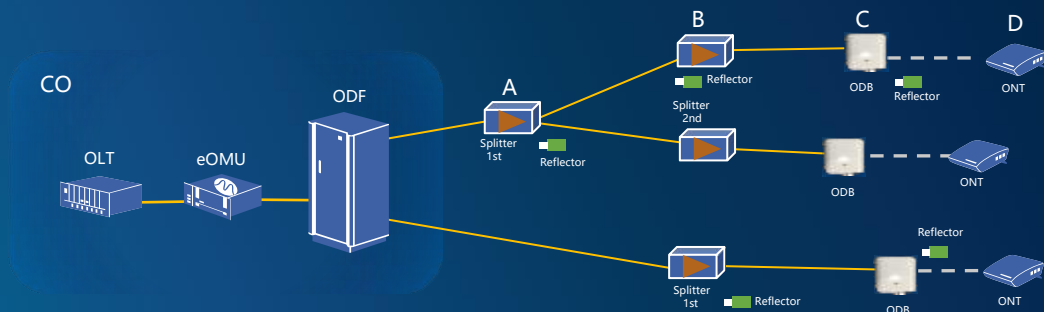 CO
OLT
eOMU
ODF
A
Splitter
1st
Reflector
B
Reflector
Splitter
2nd
C
ODB
Reflector
D
ONT
ODB
ONT
Splitter
1st
Reflector
Reflector
ODB
ONT